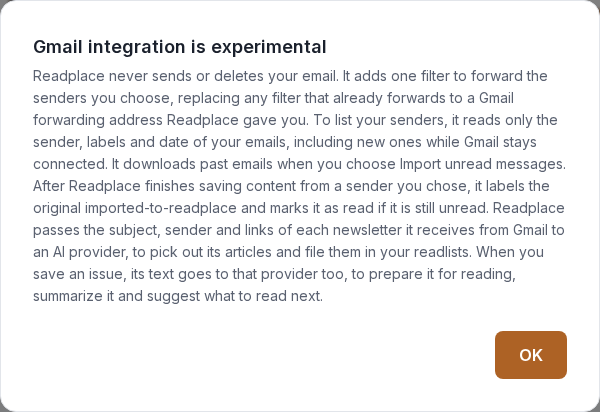 Gmail integration is experimental
Readplace never sends or deletes your email. It adds one filter to forward the
senders you choose, replacing any filter that already forwards to a Gmail
forwarding address Readplace gave you. To list your senders, it reads only the
sender, labels and date of your emails, including new ones while Gmail stays
connected. It downloads past emails when you choose Import unread messages.
After Readplace finishes saving content from a sender you chose, it labels the
original imported-to-readplace and marks it as read if it is still unread. Readplace
passes the subject, sender and links of each newsletter it receives from Gmail to
an AI provider, to pick out its articles and file them in your readlists. When you
save an issue, its text goes to that provider too, to prepare it for reading,
summarize it and suggest what to read next.
OK